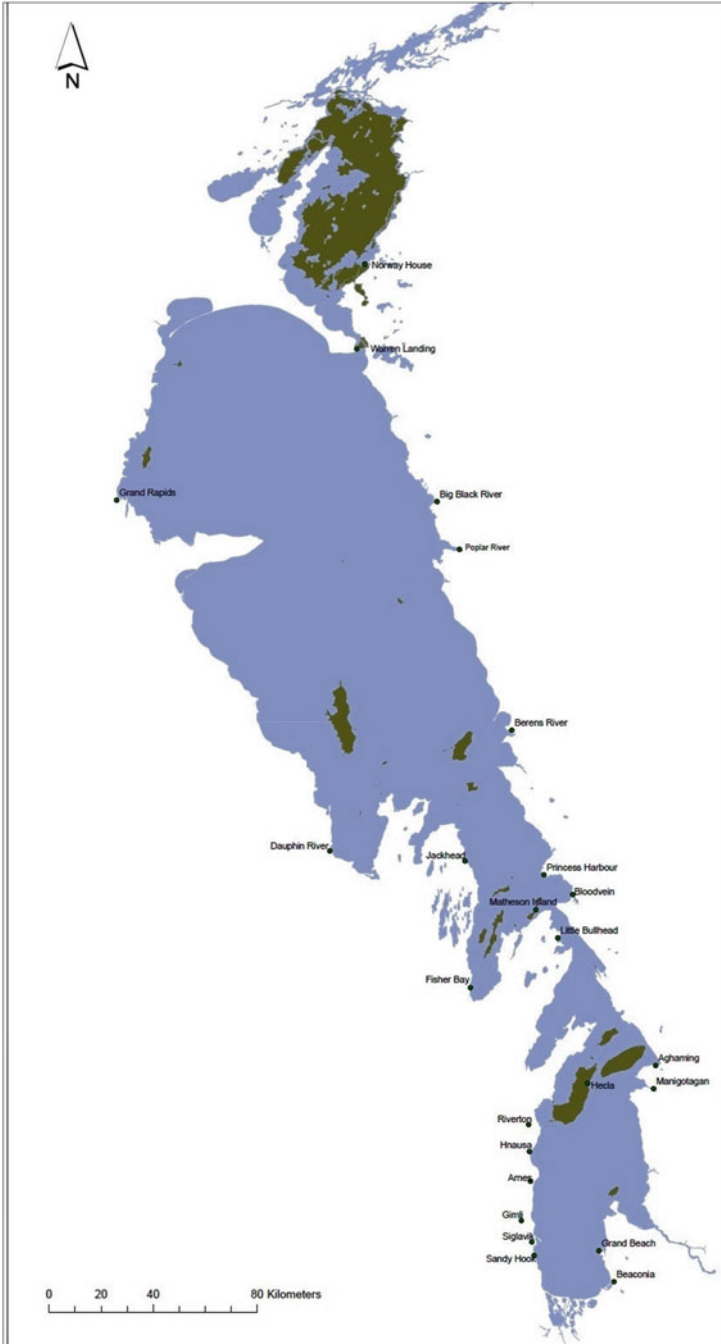 N
Norway House
Warren Landing
Grand Rapids
Big Black River
Poplar River
Berens River
Dauphin River
Jackhead
Princess Harbour
Bloodvein
Matheson Island
Little Bullhead
Fisher Bay
Aghaming
Manigotagan
Hecla
Riverton
Hnausa
Arnes
Gimli
Siglavik
Grand Beach
Sandy Hook
Beaconia
0 20 40 80 Kilometers